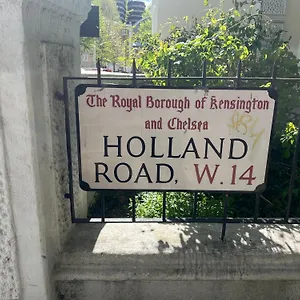 The Royal Borough of Kensington
and Chelsea
HOLLAND
ROAD, W. 14